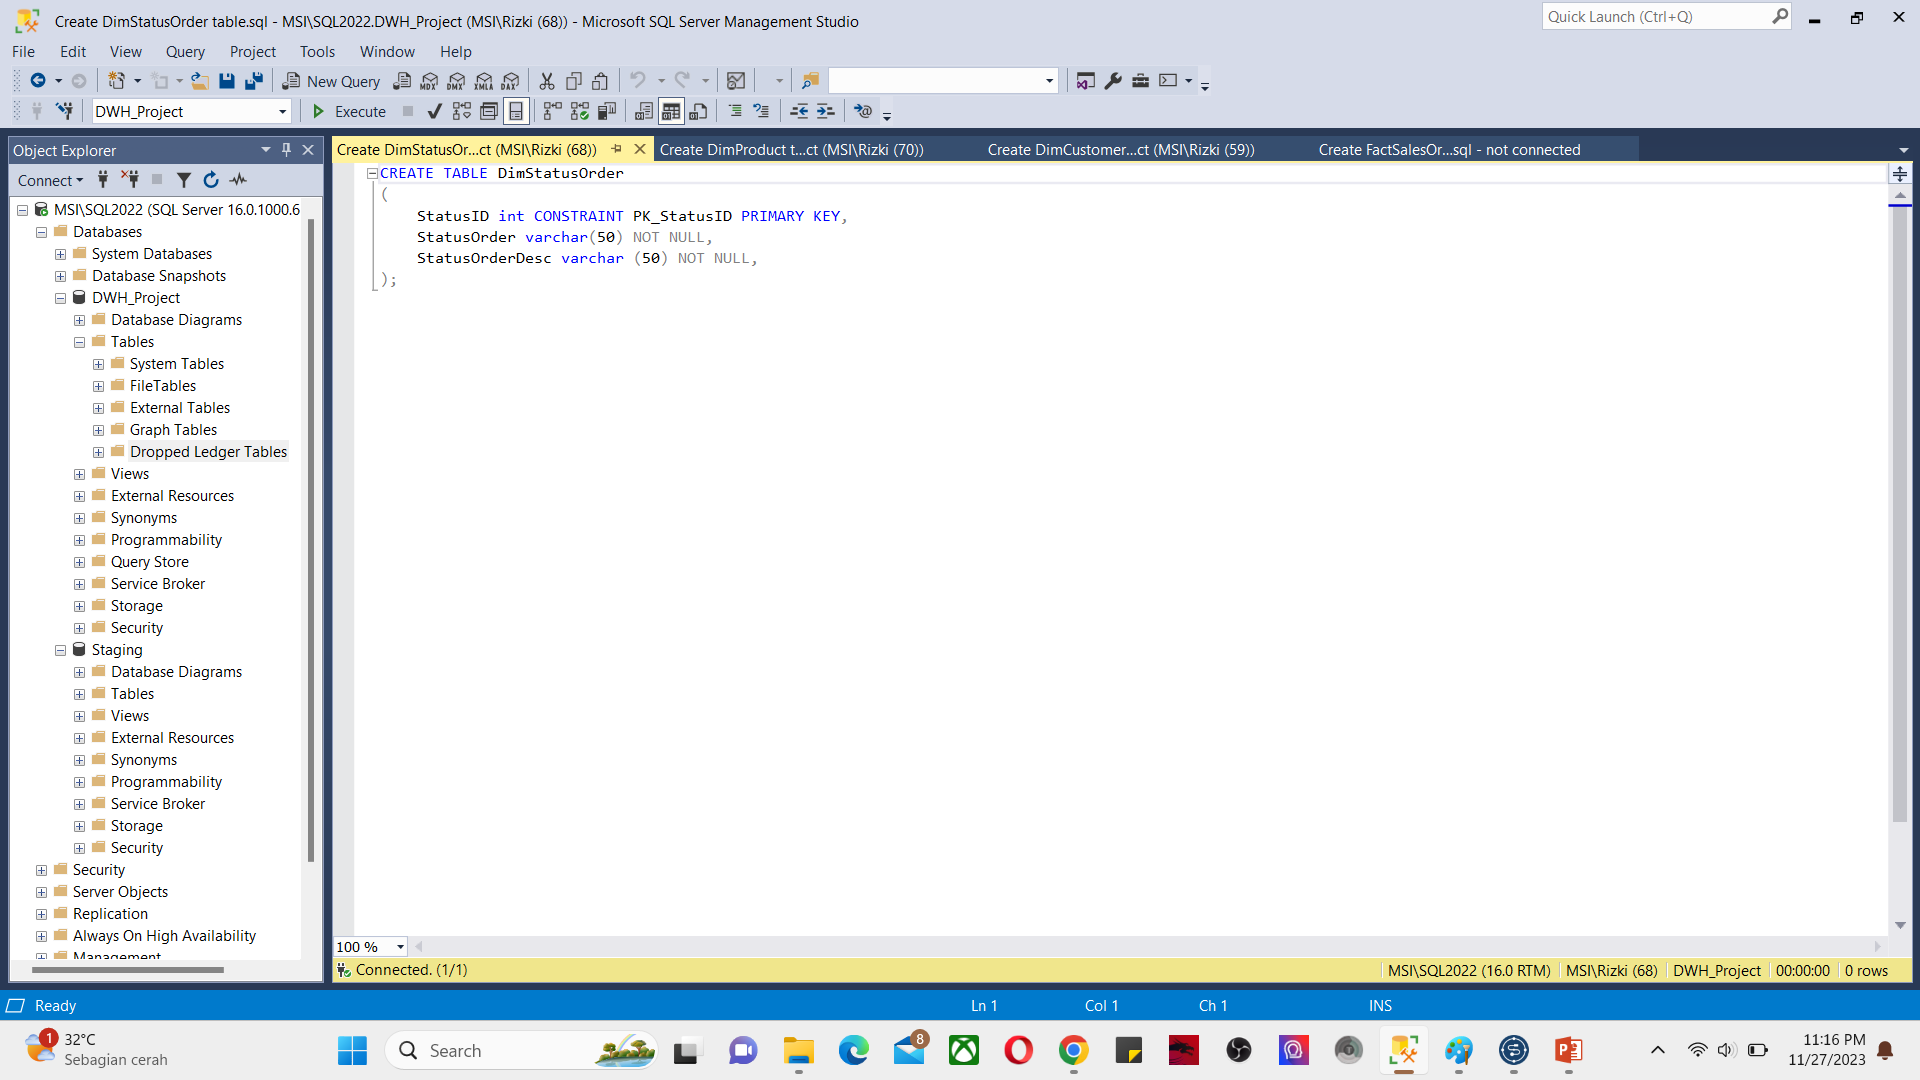 Create DimStatusOrder table.sql - MSI\SQL2022.DWH_Project (MSI\Rizki (68)) - Microsoft SQL Server Management Studio
Quick Launch (Ctrl+Q)
File Edit View Query Project Tools Window Help
New Query MDX DMX XMLA DAX
DWH_Project Execute
Object Explorer
Create DimStatusOr...ct (MSI\Rizki (68)) Create DimProduct t...ct (MSI\Rizki (70)) Create DimCustomer...ct (MSI\Rizki (59)) Create FactSalesOr...sql - not connected
Connect
MSI\SQL2022 (SQL Server 16.0.1000.6
Databases
System Databases
Database Snapshots
DWH_Project
Database Diagrams
Tables
System Tables
FileTables
External Tables
Graph Tables
Dropped Ledger Tables
Views
External Resources
Synonyms
Programmability
Query Store
Service Broker
Storage
Security
Staging
Database Diagrams
Tables
Views
External Resources
Synonyms
Programmability
Service Broker
Storage
Security
Security
Server Objects
Replication
Always On High Availability
Management
CREATE TABLE DimStatusOrder
(
StatusID int CONSTRAINT PK_StatusID PRIMARY KEY,
StatusOrder varchar(50) NOT NULL,
StatusOrderDesc varchar (50) NOT NULL,
);
100 %
Connected. (1/1)
MSI\SQL2022 (16.0 RTM) MSI\Rizki (68) DWH_Project 00:00:00 0 rows
Ready Ln 1 Col 1 Ch 1 INS
1
32°C
Sebagian cerah
Search
8
11:16 PM
11/27/2023